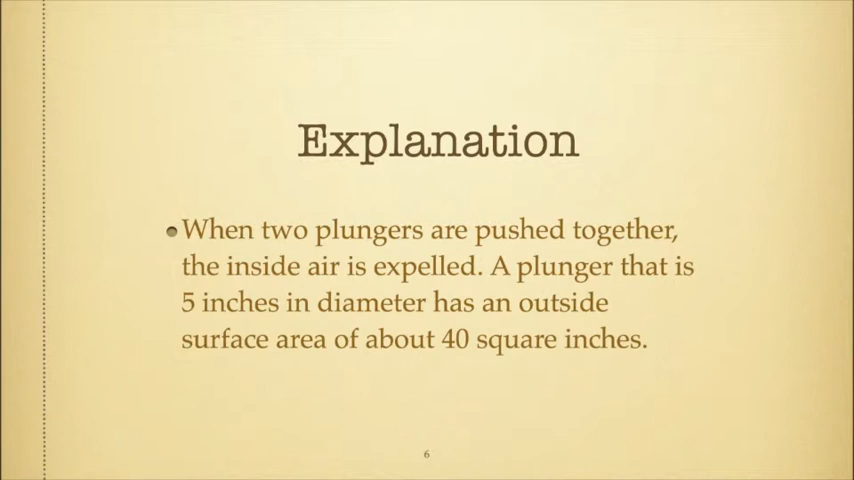 Explanation
When two plungers are pushed together,
the inside air is expelled. A plunger that is
5 inches in diameter has an outside
surface area of about 40 square inches.
6